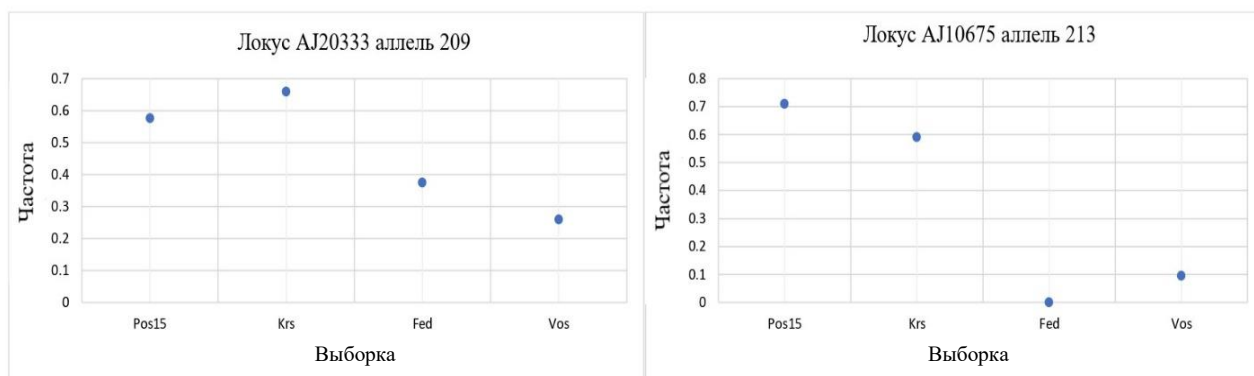 Локус AJ20333 аллель 209
0.7
0.6
0.5
0.4
0.3
0.2
0.1
0
Частота
Pos15 Krs Fed Vos
Выборка
Локус AJ10675 аллель 213
0.8
0.7
0.6
0.5
0.4
0.3
0.2
0.1
0
Частота
Pos15 Krs Fed Vos
Выборка